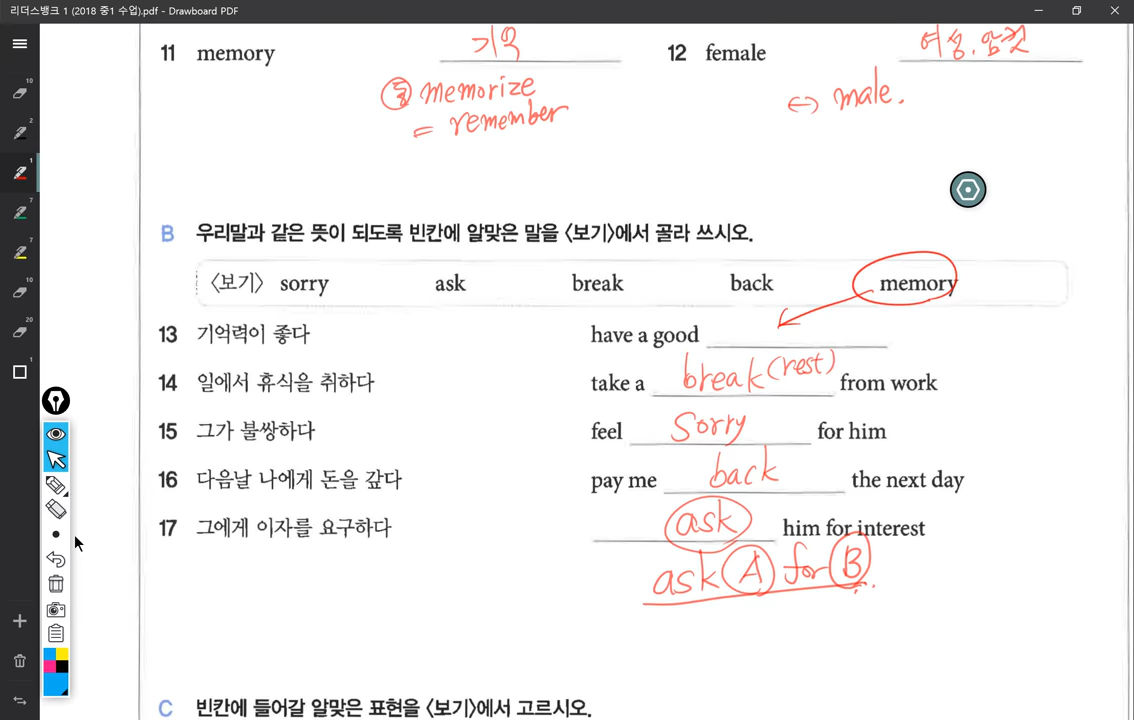 리더스뱅크 1 (2018 중1 수업).pdf - Drawboard PDF
11 memory 기억 12 female 여성, 암컷
동 memorize ↔ male.
= remember
B 우리말과 같은 뜻이 되도록 빈칸에 알맞은 말을 〈보기〉에서 골라 쓰시오.
〈보기〉 sorry ask break back memory
13 기억력이 좋다 have a good
14 일에서 휴식을 취하다 take a break (rest) from work
15 그가 불쌍하다 feel sorry for him
16 다음날 나에게 돈을 갚다 pay me back the next day
17 그에게 이자를 요구하다 ask him for interest
ask A for B.
C 빈칸에 들어갈 알맞은 표현을 〈보기〉에서 고르시오.
10
2
1
7
7
10
20
1